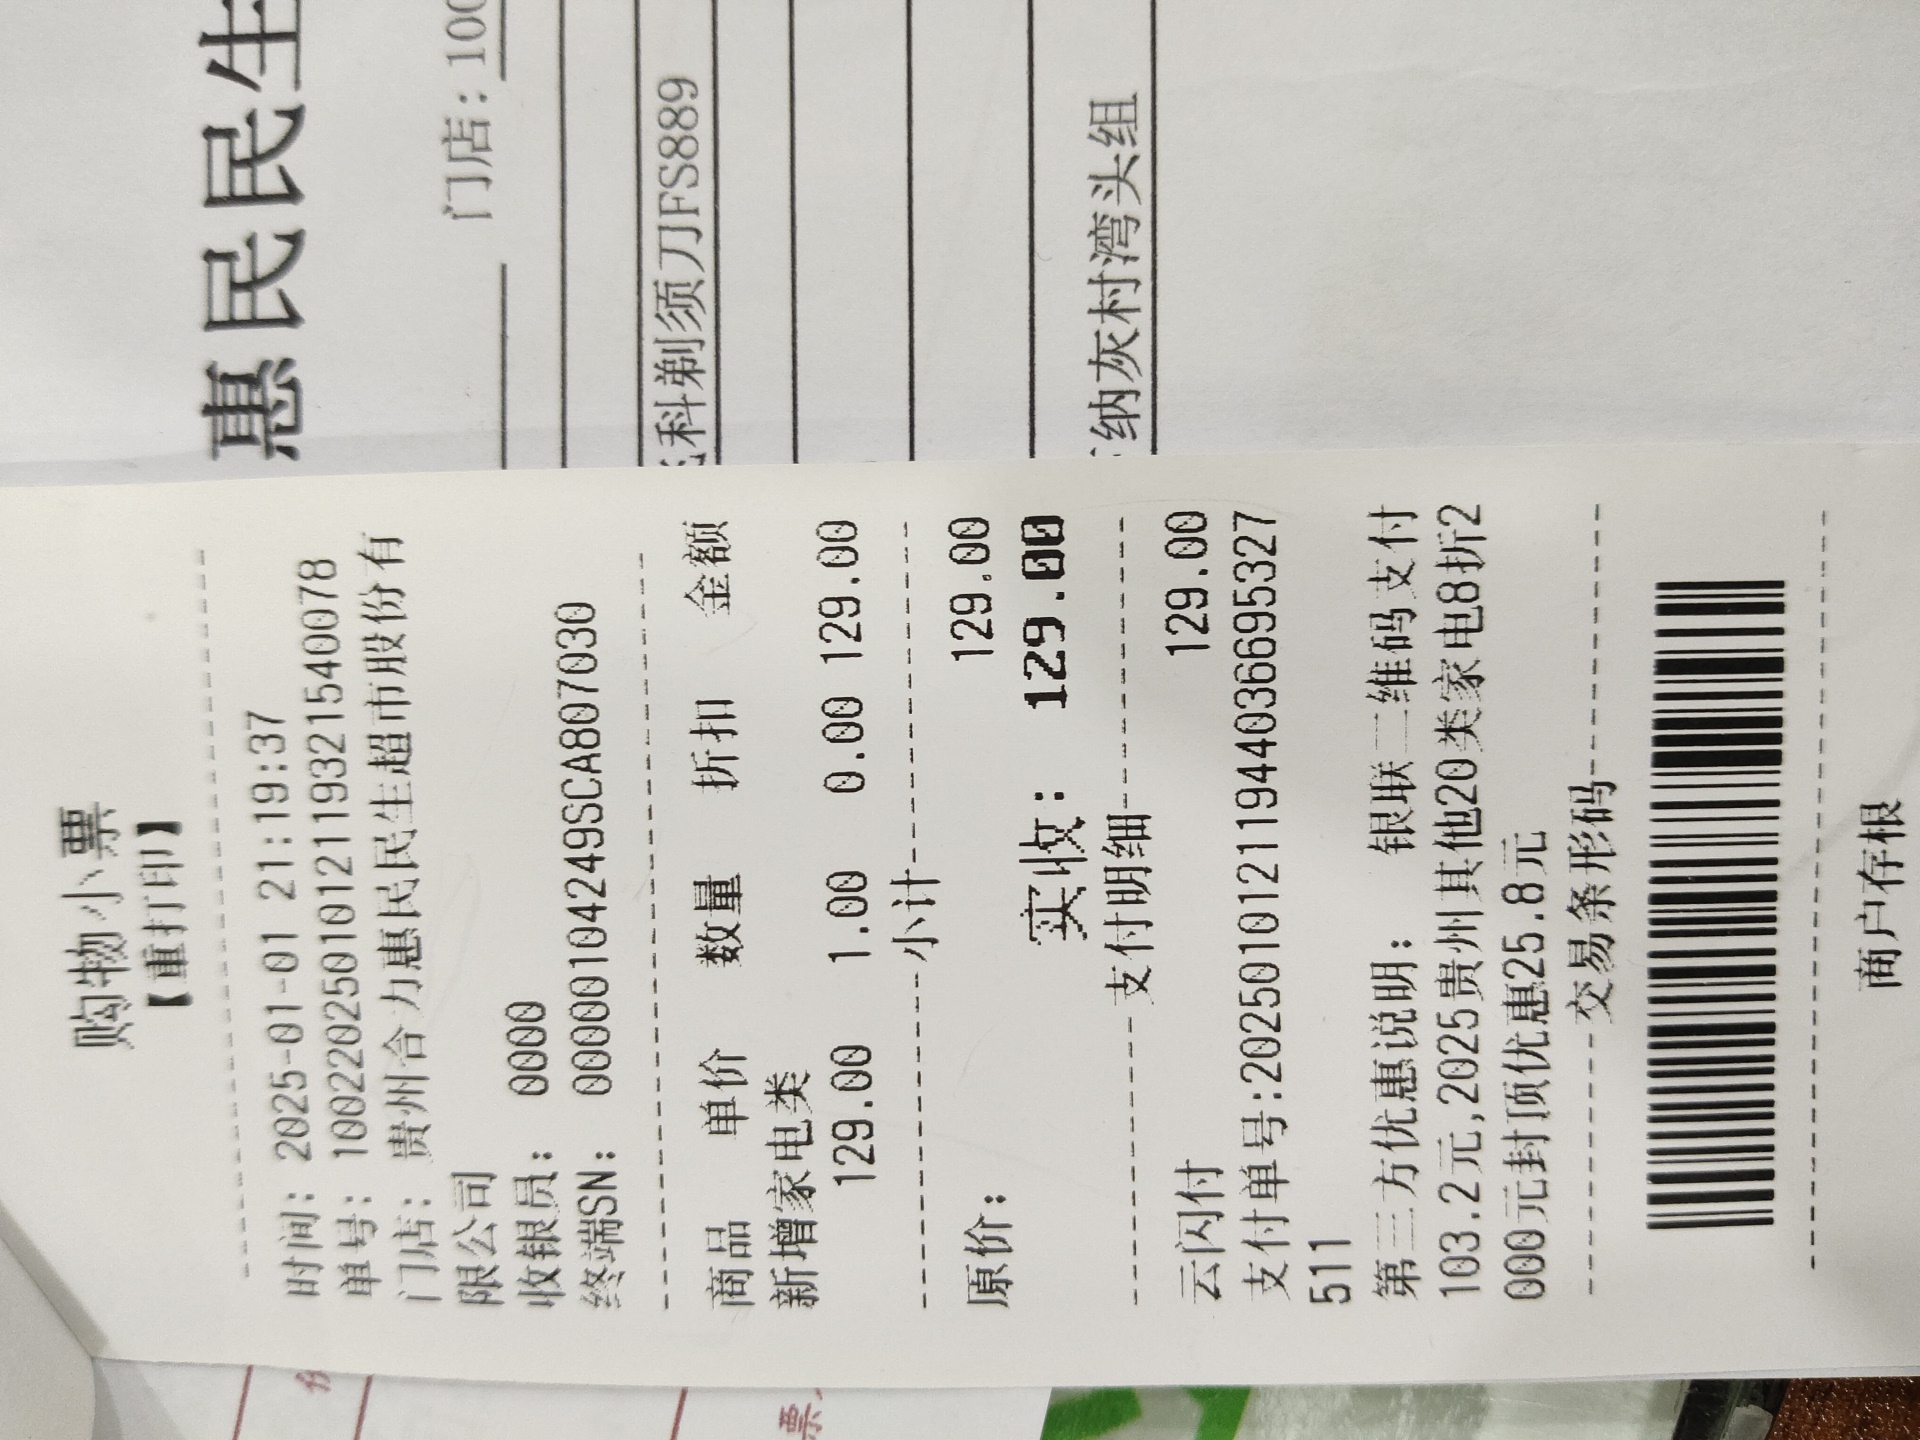 购物小票
【重打印】
时间：2025-01-01 21:19:37
单号：10022025010121193215400​78
门店：贵州合力惠民民生超市股份有
限公司
收银员：0000
终端SN：00000104249SCA807030
商品 单价 数量 折扣 金额
新增家电类
129.00 1.00 0.00 129.00
小计
原价： 129.00
实收：129.00
支付明细
云闪付 129.00
支付单号:20250101211944036695327
511
第三方优惠说明： 银联二维码支付
103.2元,2025贵州其他20类家电8折2
000元封顶优惠25.8元
交易条形码
商户存根
惠民民生
门店：100
科剃须刀FS889
纳灰村湾头组
票